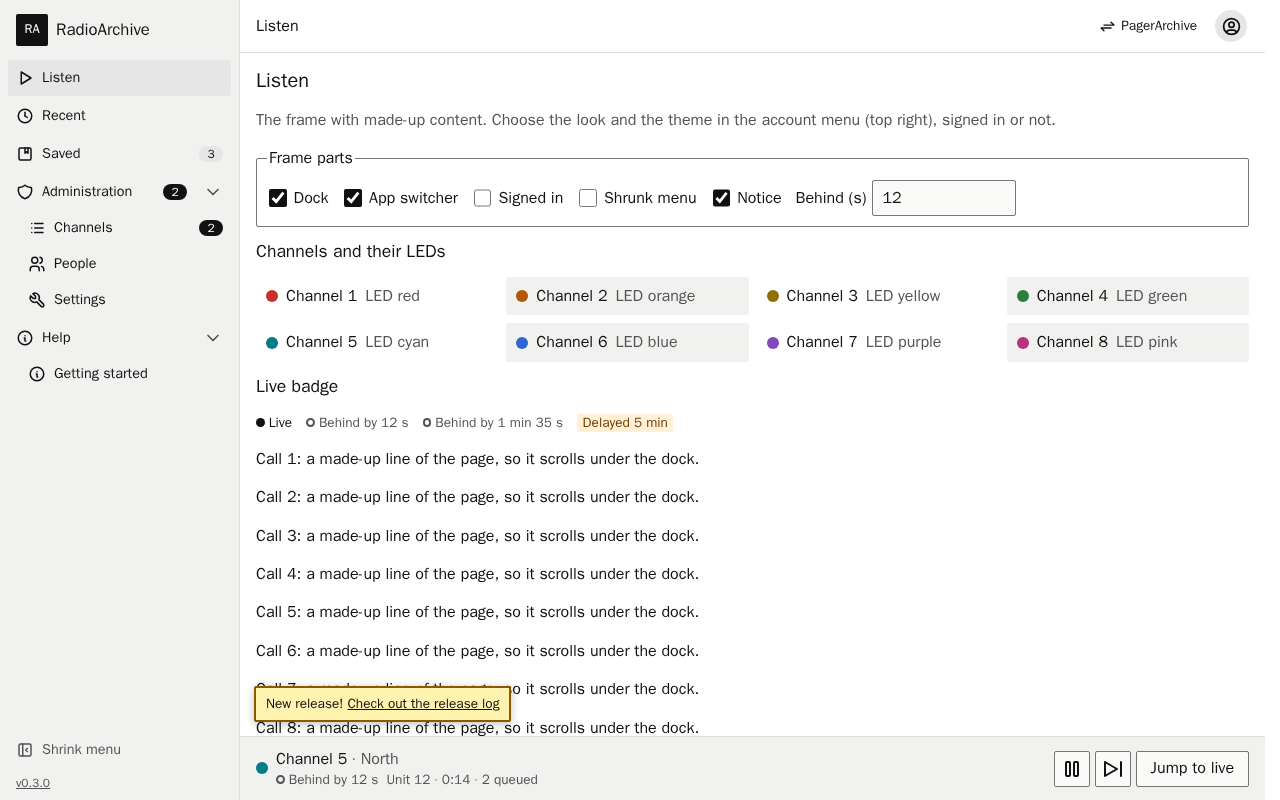 RA RadioArchive
Listen
Recent
Saved 3
Administration 2
Channels 2
People
Settings
Help
Getting started
Shrink menu
v0.3.0
Listen
PagerArchive
Listen
The frame with made-up content. Choose the look and the theme in the account menu (top right), signed in or not.
Frame parts
Dock App switcher Signed in Shrunk menu Notice Behind (s) 12
Channels and their LEDs
Channel 1 LED red Channel 2 LED orange Channel 3 LED yellow Channel 4 LED green
Channel 5 LED cyan Channel 6 LED blue Channel 7 LED purple Channel 8 LED pink
Live badge
Live Behind by 12 s Behind by 1 min 35 s Delayed 5 min
Call 1: a made-up line of the page, so it scrolls under the dock.
Call 2: a made-up line of the page, so it scrolls under the dock.
Call 3: a made-up line of the page, so it scrolls under the dock.
Call 4: a made-up line of the page, so it scrolls under the dock.
Call 5: a made-up line of the page, so it scrolls under the dock.
Call 6: a made-up line of the page, so it scrolls under the dock.
so it scrolls under the dock.
New release! Check out the release log
Call 8: a made-up line of the page, so it scrolls under the dock.
Channel 5 · North
Behind by 12 s Unit 12 · 0:14 · 2 queued
Jump to live